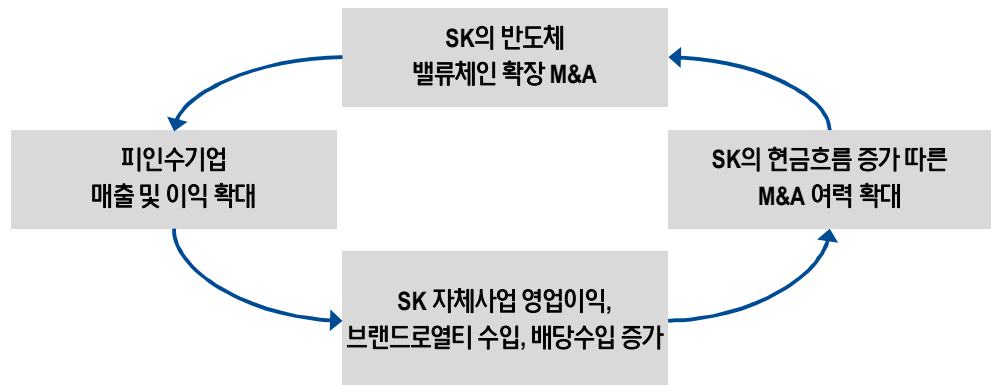 SK의 반도체
밸류체인 확장 M&A
피인수기업
매출 및 이익 확대
SK의 현금흐름 증가 따른
M&A 여력 확대
SK 자체사업 영업이익,
브랜드로열티 수입, 배당수입 증가